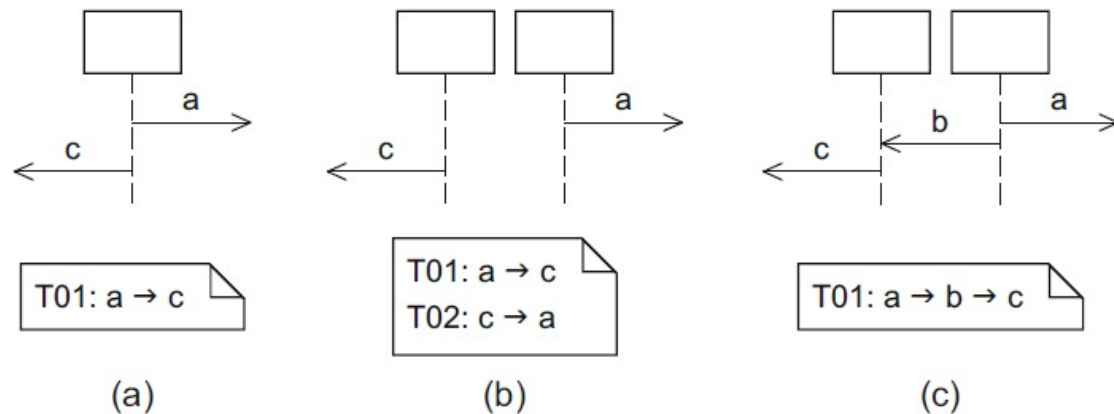 a
c
T01: a → c
(a)
a
c
T01: a → c
T02: c → a
(b)
a
b
c
T01: a → b → c
(c)